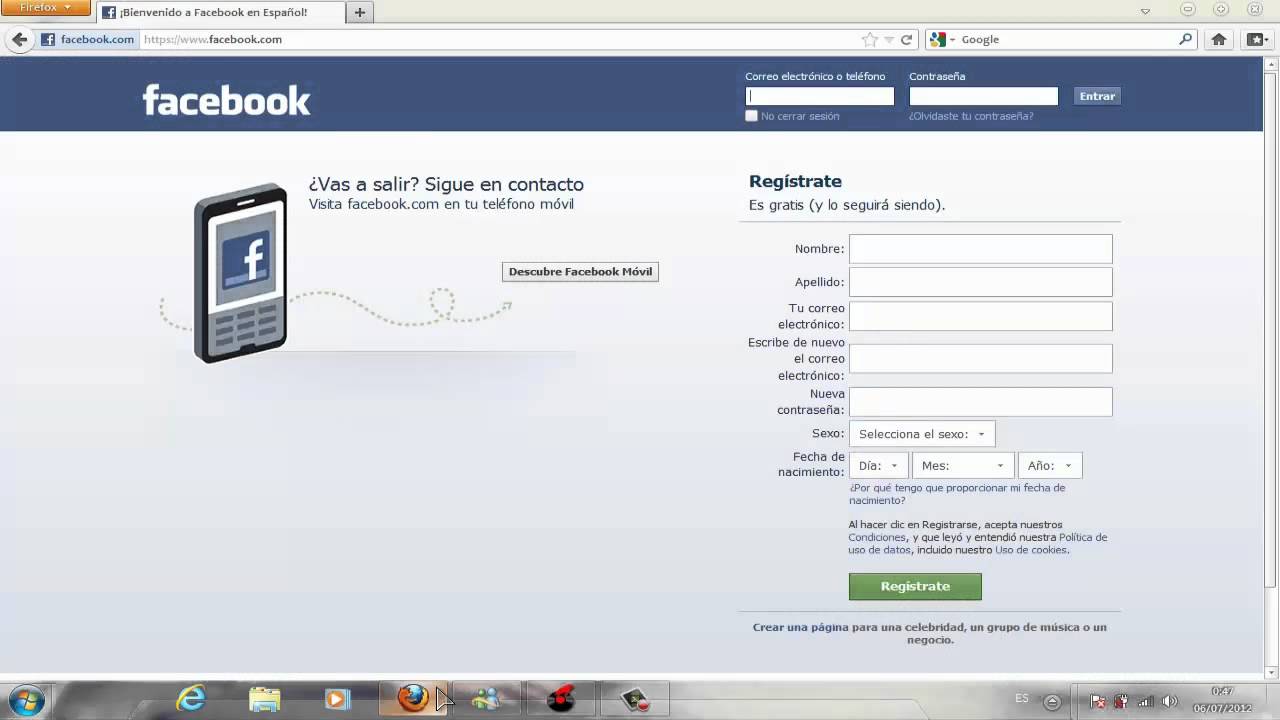 Firefox
¡Bienvenido a Facebook en Español!
facebook.com
https://www.facebook.com
Google
facebook
Correo electrónico o teléfono
Contraseña
Entrar
No cerrar sesión
¿Olvidaste tu contraseña?
¿Vas a salir? Sigue en contacto
Visita facebook.com en tu teléfono móvil
f
Descubre Facebook Móvil
Regístrate
Es gratis (y lo seguirá siendo).
Nombre:
Apellido:
Tu correo
electrónico:
Escribe de nuevo
el correo
electrónico:
Nueva
contraseña:
Sexo:
Selecciona el sexo:
Fecha de
nacimiento:
Día:
Mes:
Año:
¿Por qué tengo que proporcionar mi fecha de
nacimiento?
Al hacer clic en Registrarse, acepta nuestros
Condiciones, y que leyó y entendió nuestra Política de
uso de datos, incluido nuestro Uso de cookies.
Regístrate
Crear una página para una celebridad, un grupo de música o un
negocio.
ES
0:47
06/07/2012